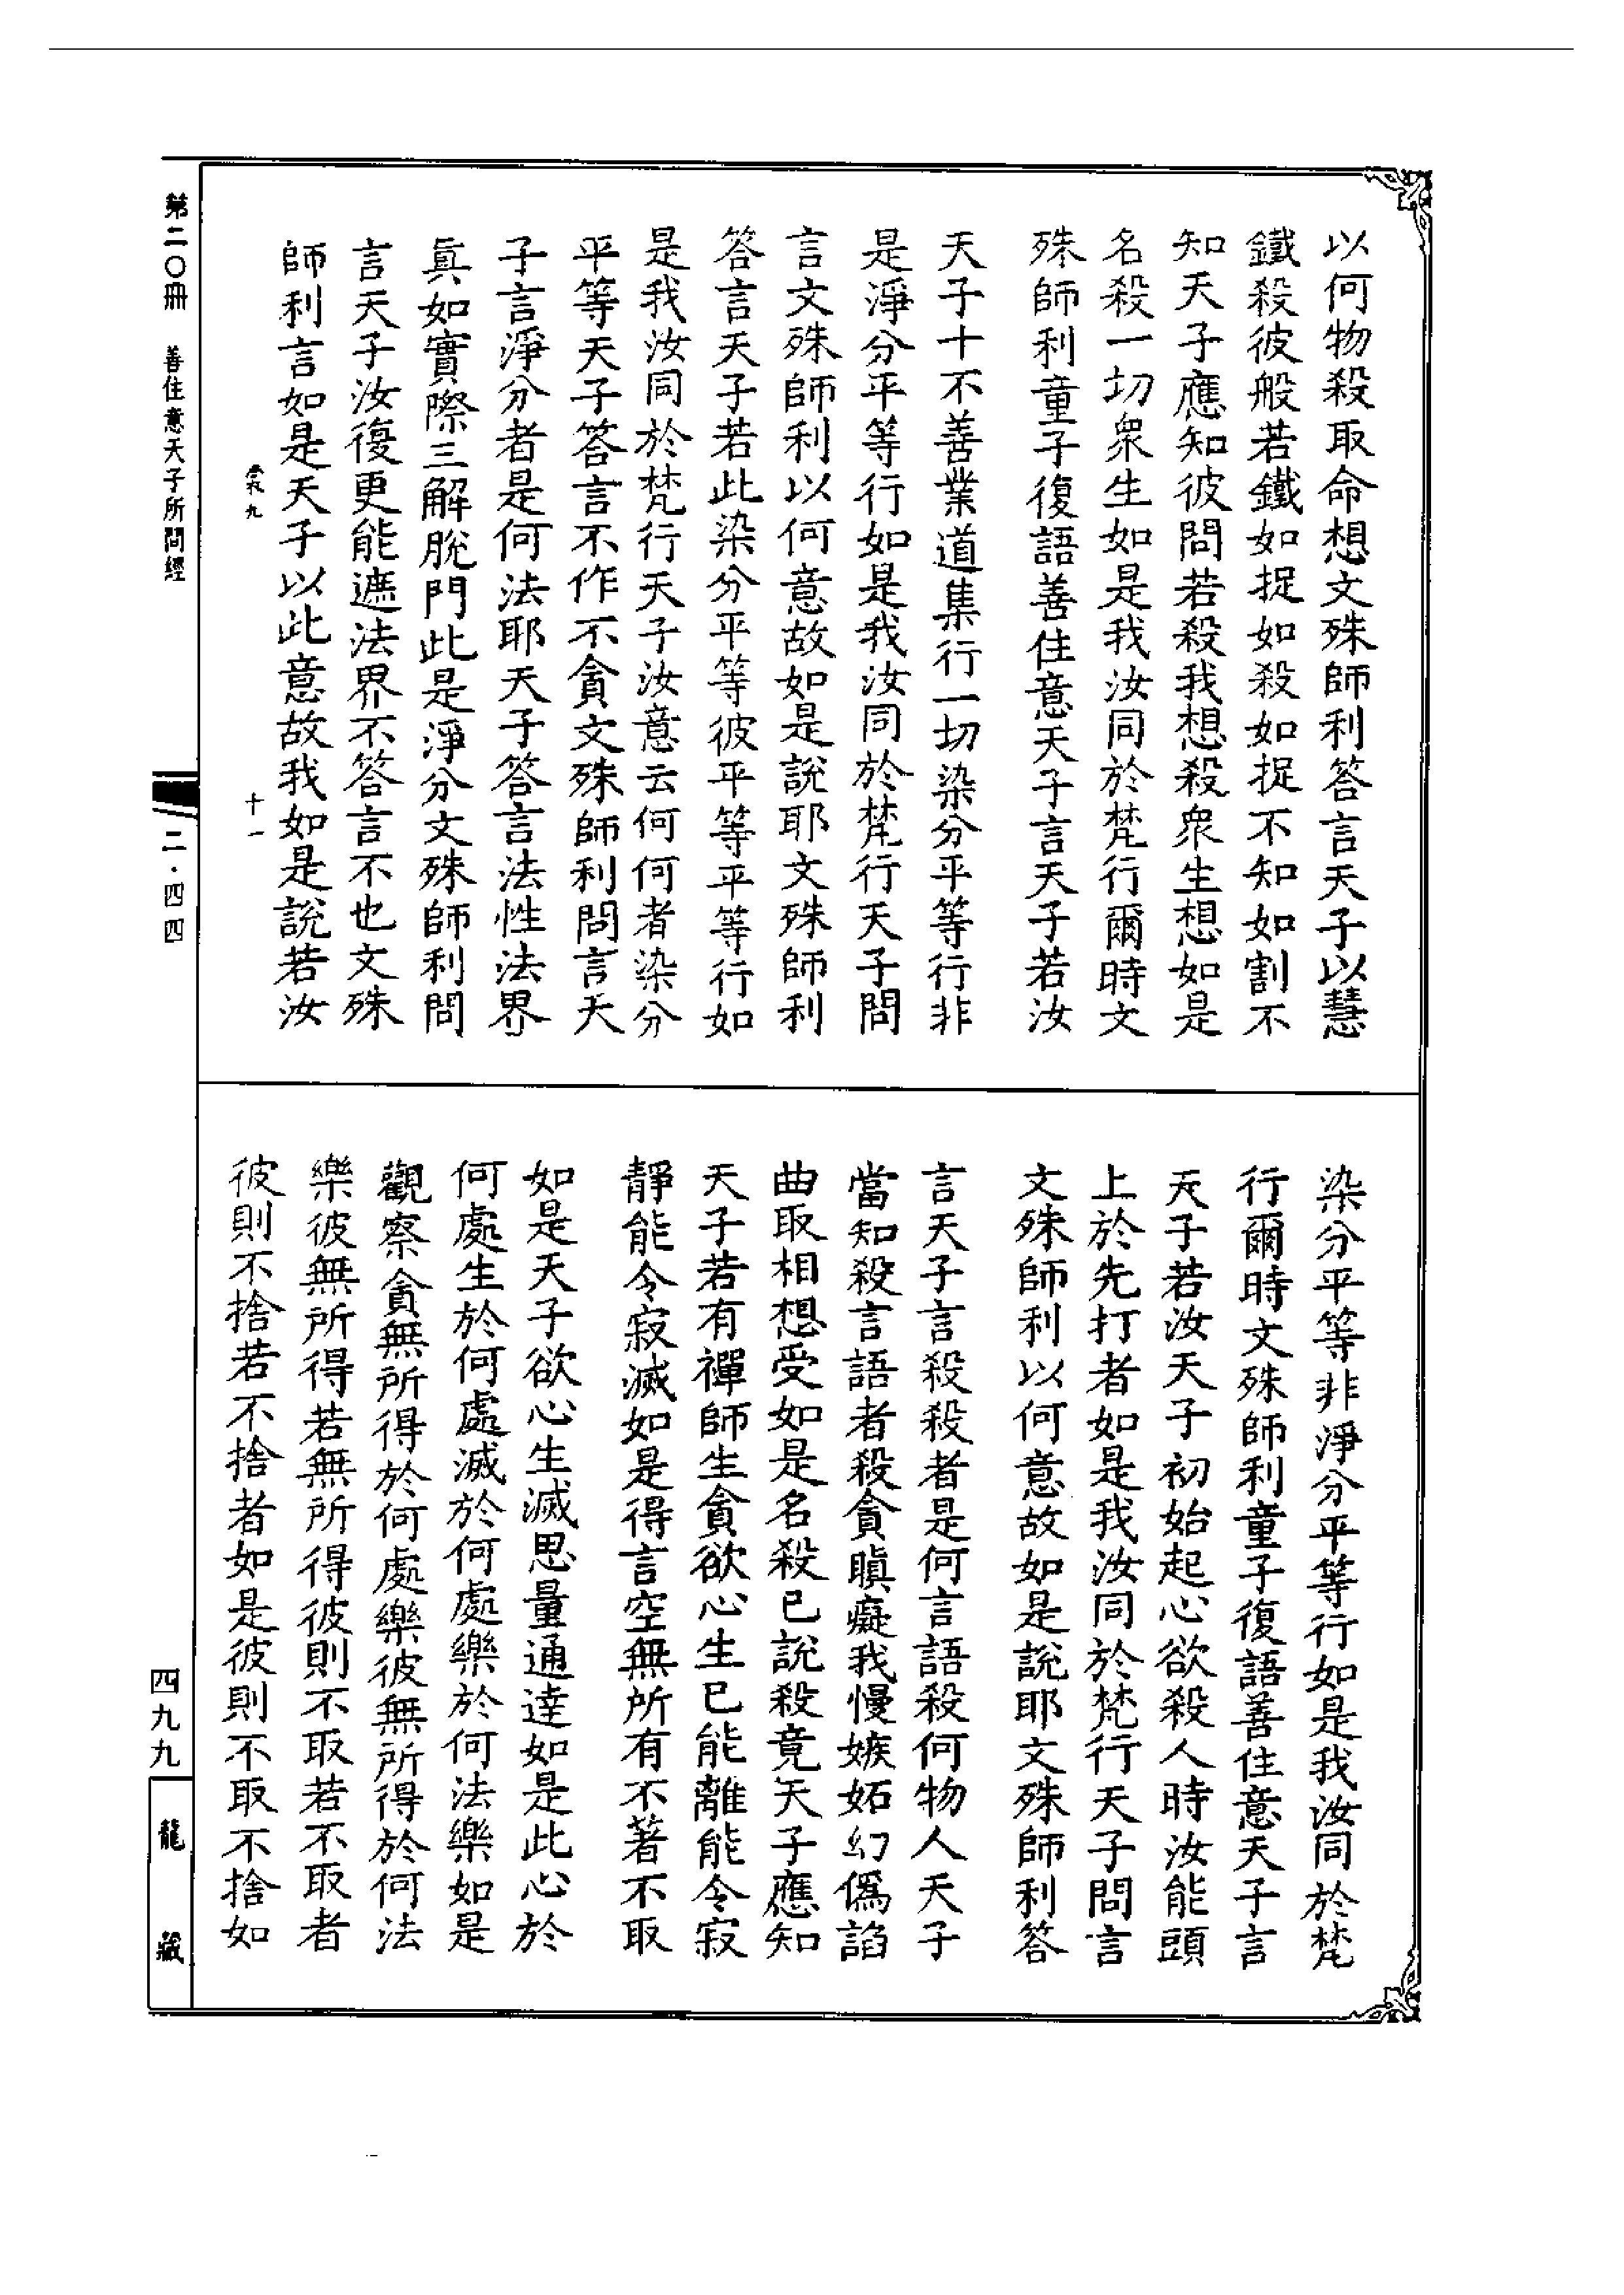 以何物殺取命想文殊師利答言天子以慧
鐵殺彼般若鐵如捉如殺如捉不知如割不
知天子應知彼問若殺我想殺衆生想如是
名殺一切衆生如是我汝同於梵行爾時文
殊師利童子復語善住意天子言天子若汝
天子十不善業道集行一切染分平等行非
是淨分平等行如是我汝同於梵行天子問
言文殊師利以何意故如是說耶文殊師利
答言天子若此染分平等彼平等平等行如
是我汝同於梵行天子汝意云何何者染分
平等天子答言不作不貪文殊師利問言天
子言淨分者是何法耶天子答言法性法界
真如實際三解脫門此是淨分文殊師利問
言天子汝復更能遮法界不答言不也文殊
師利言如是天子以此意故我如是說若汝
染分平等非淨分平等行如是我汝同於梵
行爾時文殊師利童子復語善住意天子言
天子若汝天子初始起心欲殺人時汝能頭
上於先打者如是我汝同於梵行天子問言
文殊師利以何意故如是說耶文殊師利答
言天子言殺殺者是何言語殺何物人天子
當知殺言語者殺貪瞋癡我慢嫉妬幻僞諂
曲取相想受如是名殺已說殺竟天子應知
天子若有禪師生貪欲心生已能離能令寂
靜能令寂滅如是得言空無所有不著不取
如是天子欲心生滅思量通達如是此心於
何處生於何處滅於何處樂於何法樂如是
觀察貪無所得於何處樂彼無所得於何法
樂彼無所得若無所得彼則不取若不取者
彼則不捨若不捨者如是彼則不取不捨如
十一
第二〇冊 善住意天子所問經
二·四四
四九九
龍藏